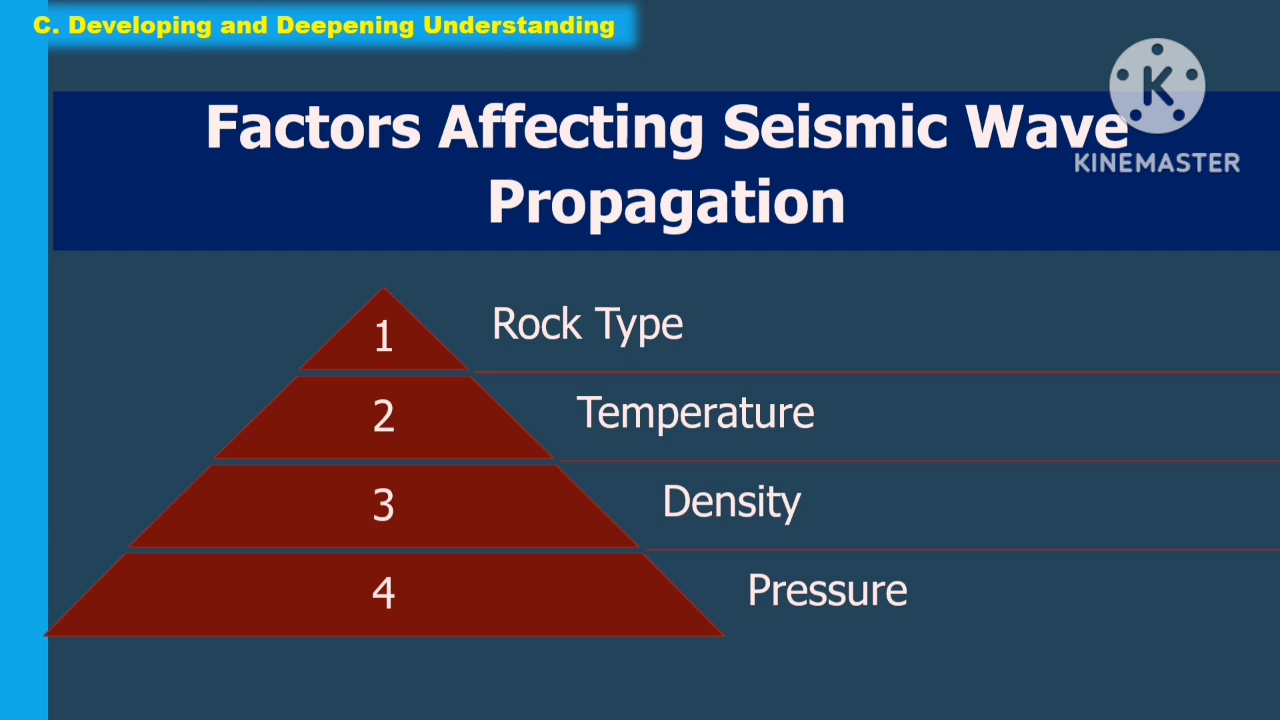 C. Developing and Deepening Understanding
Factors Affecting Seismic Wave
Propagation
K
KINEMASTER
1
Rock Type
2
Temperature
3
Density
4
Pressure